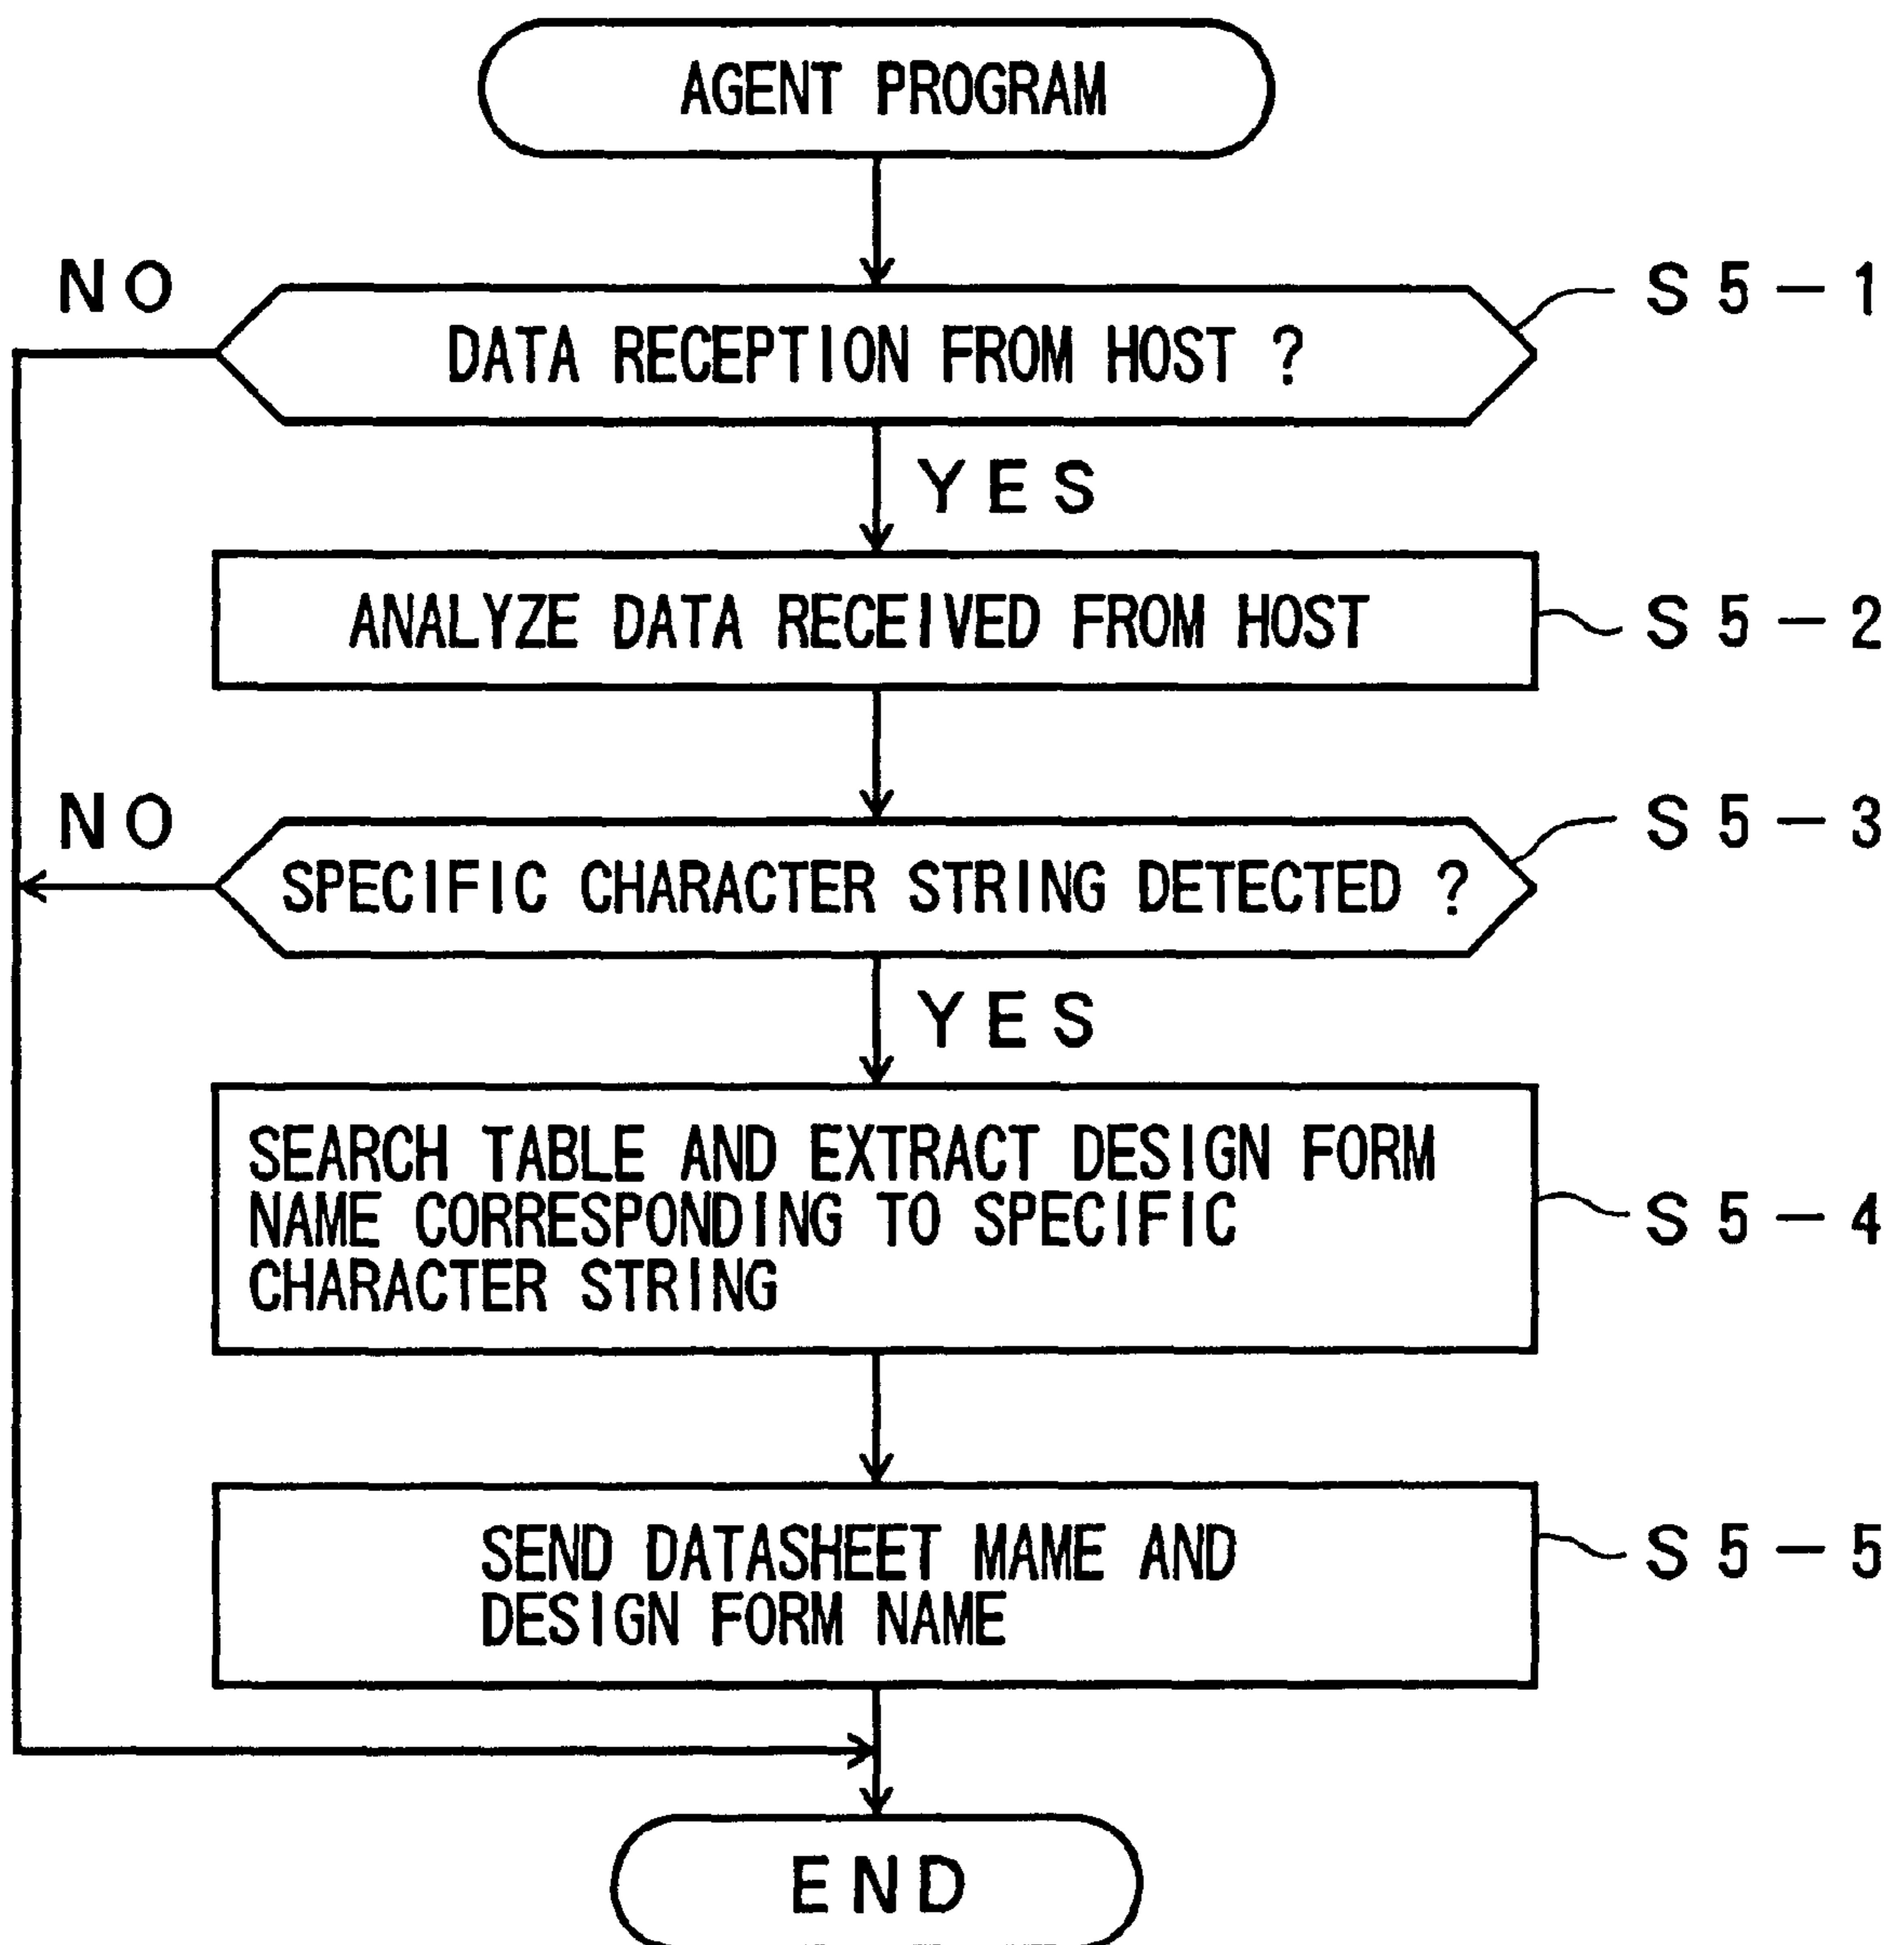 AGENT PROGRAM
NO
S5-1
DATA RECEPTION FROM HOST ?
YES
ANALYZE DATA RECEIVED FROM HOST
S5-2
NO
S5-3
SPECIFIC CHARACTER STRING DETECTED ?
YES
SEARCH TABLE AND EXTRACT DESIGN FORM
NAME CORRESPONDING TO SPECIFIC
CHARACTER STRING
S5-4
SEND DATASHEET MAME AND
DESIGN FORM NAME
S5-5
END